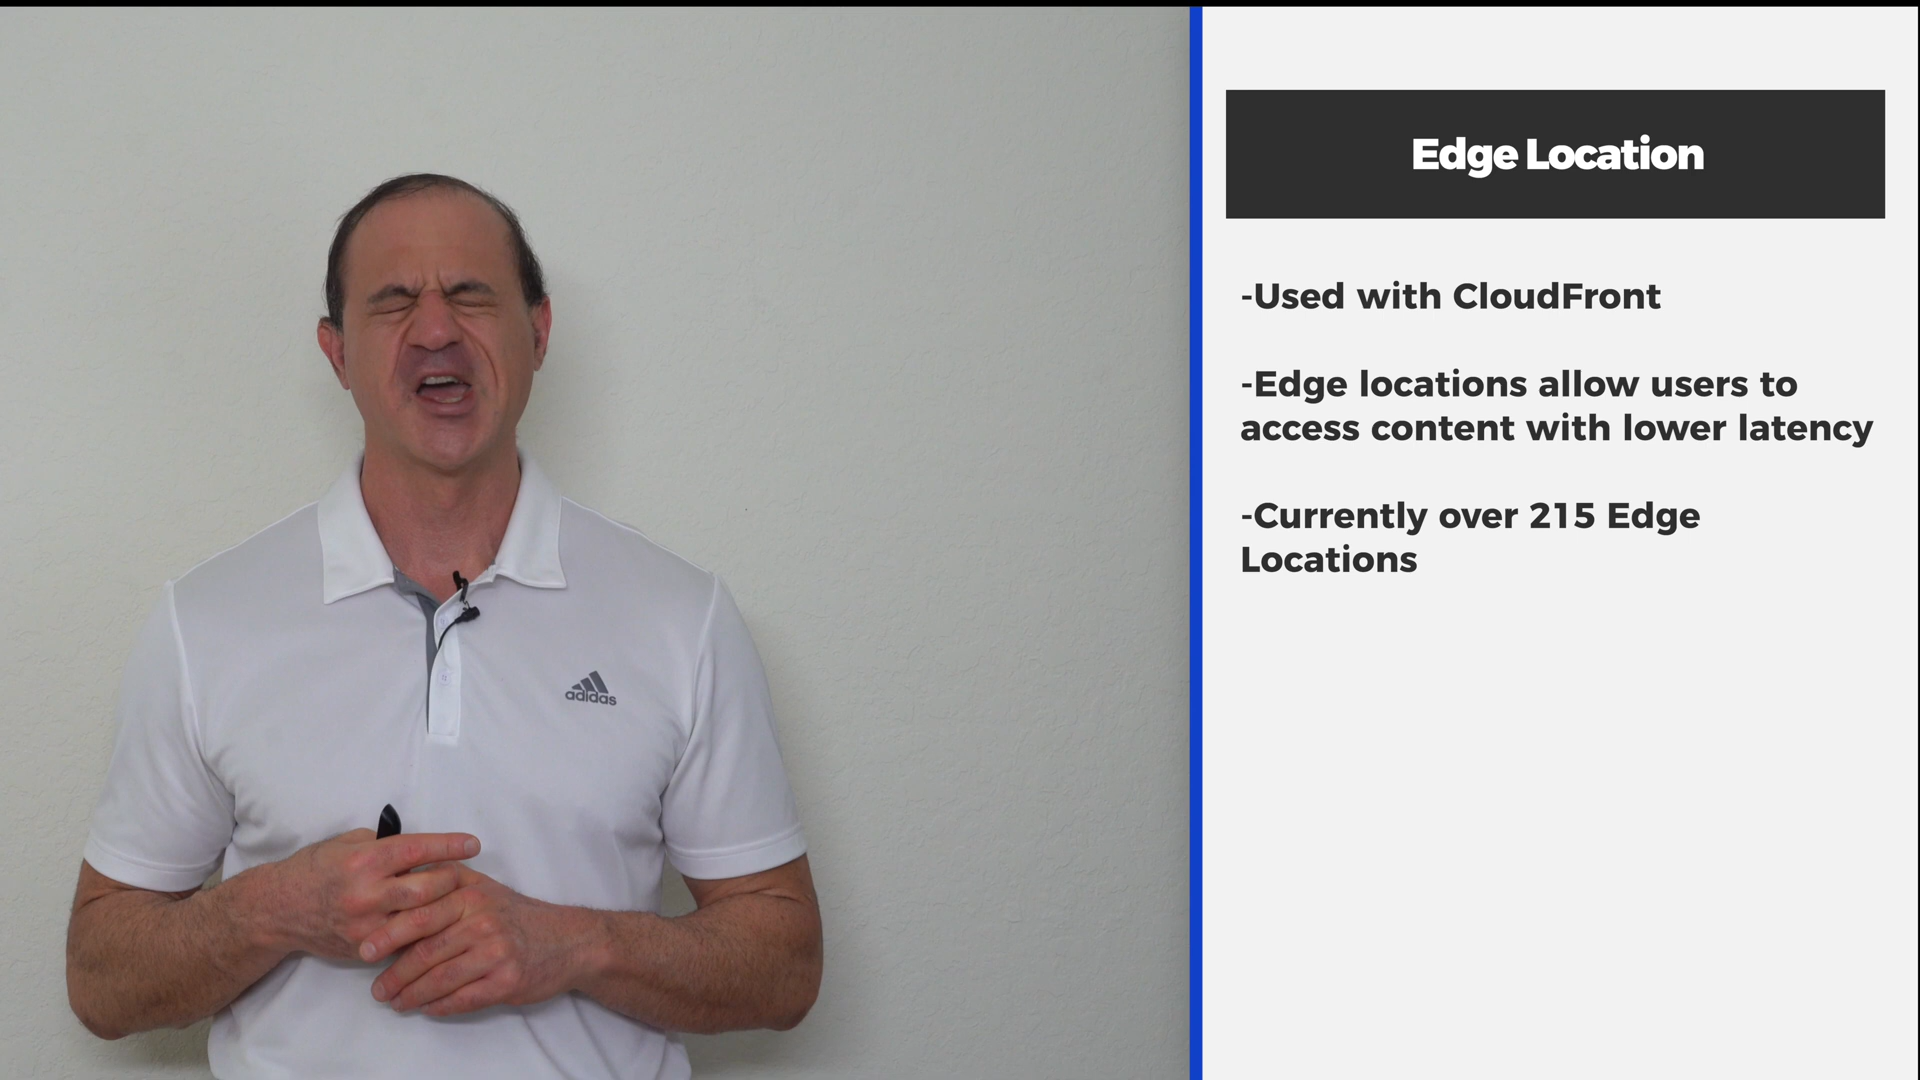 Edge Location
-Used with CloudFront
-Edge locations allow users to
access content with lower latency
-Currently over 215 Edge
Locations
adidas